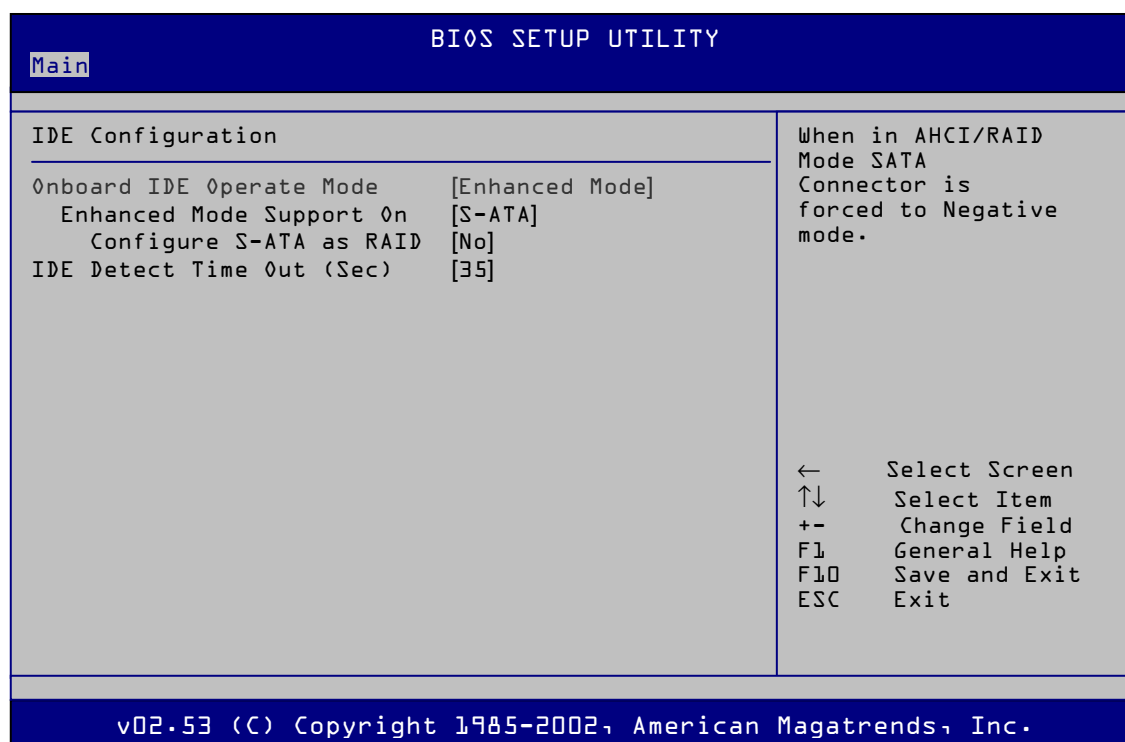 BIOS SETUP UTILITY
Main
IDE Configuration
Onboard IDE Operate Mode [Enhanced Mode]
Enhanced Mode Support On [S-ATA]
Configure S-ATA as RAID [No]
IDE Detect Time Out (Sec) [35]
When in AHCI/RAID
Mode SATA
Connector is
forced to Negative
mode.
← Select Screen
↑↓ Select Item
+- Change Field
F1 General Help
F10 Save and Exit
ESC Exit
v02.53 (C) Copyright 1985-2002, American Magatrends, Inc.